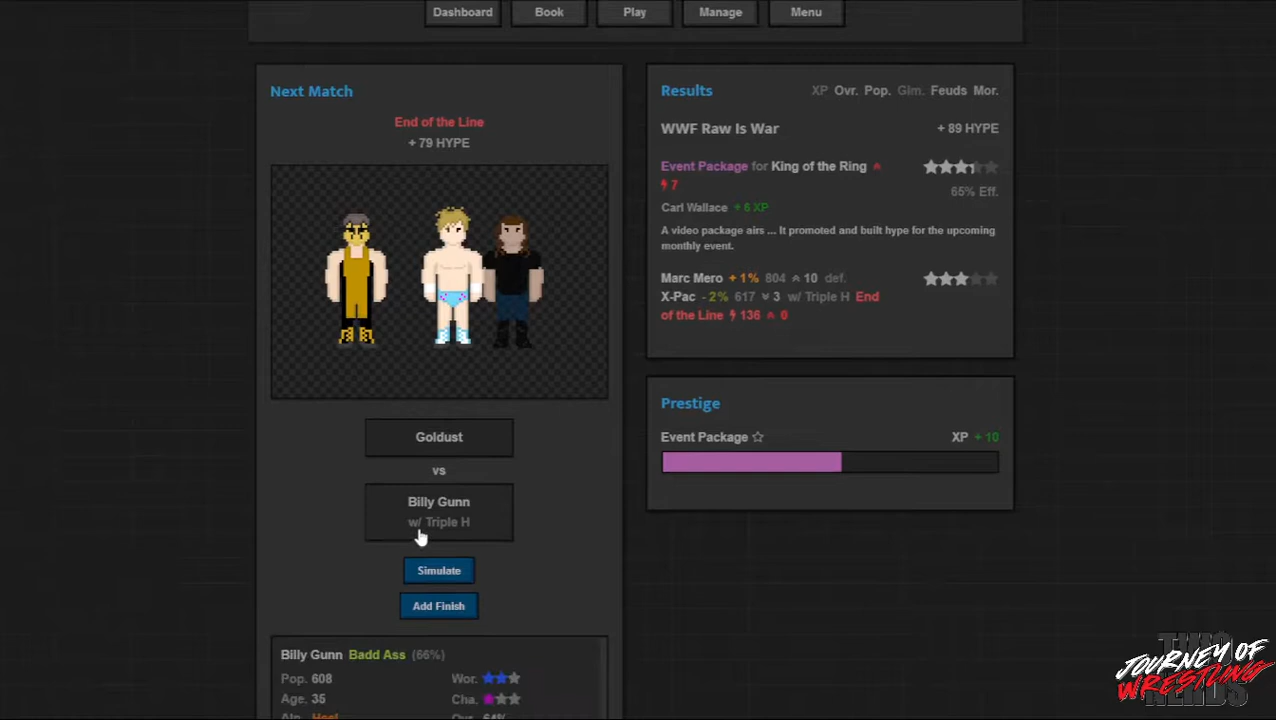 Dashboard
Book
Play
Manage
Menu
Next Match
End of the Line
+ 79 HYPE
Goldust
vs
Billy Gunn
w/ Triple H
Simulate
Add Finish
Billy Gunn Badd Ass (66%)
Pop. 608
Wor.
Age. 35
Cha.
Heel
Ovr. 64%
Results
XP Ovr. Pop. Gim. Feuds Mor.
WWF Raw Is War
+ 89 HYPE
Event Package for King of the Ring
7
65% Eff.
Carl Wallace + 6 XP
A video package airs ... It promoted and built hype for the upcoming
monthly event.
Marc Mero + 1% 804 10 def.
X-Pac - 2% 617 3 w/ Triple H End
of the Line 136 0
Prestige
Event Package
XP + 10
JOURNEY OF
WRESTLING